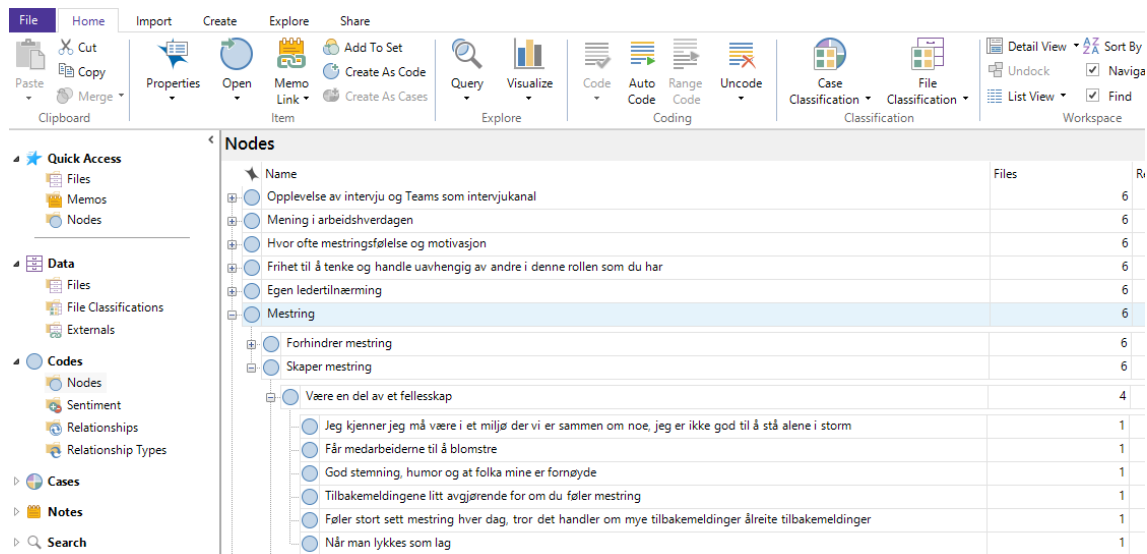 File Home Import Create Explore Share
Paste Cut Copy Merge
Clipboard
Properties Open Memo Link Add To Set Create As Code Create As Cases
Item
Query Visualize
Explore
Code Auto Code Range Code Uncode
Coding
Case Classification File Classification
Classification
Detail View Sort By
Undock Naviga
List View Find
Workspace
Quick Access
Files
Memos
Nodes
Data
Files
File Classifications
Externals
Codes
Nodes
Sentiment
Relationships
Relationship Types
Cases
Notes
Search
Nodes
Name Files Re
Opplevelse av intervju og Teams som intervjukanal 6
Mening i arbeidshverdagen 6
Hvor ofte mestringsfølelse og motivasjon 6
Frihet til å tenke og handle uavhengig av andre i denne rollen som du har 6
Egen ledertilnærming 6
Mestring 6
Forhindrer mestring 6
Skaper mestring 6
Være en del av et fellesskap 4
Jeg kjenner jeg må være i et miljø der vi er sammen om noe, jeg er ikke god til å stå alene i storm 1
Får medarbeiderne til å blomstre 1
God stemning, humor og at folka mine er fornøyde 1
Tilbakemeldingene litt avgjørende for om du føler mestring 1
Føler stort sett mestring hver dag, tror det handler om mye tilbakemeldinger ålreite tilbakemeldinger 1
Når man lykkes som lag 1